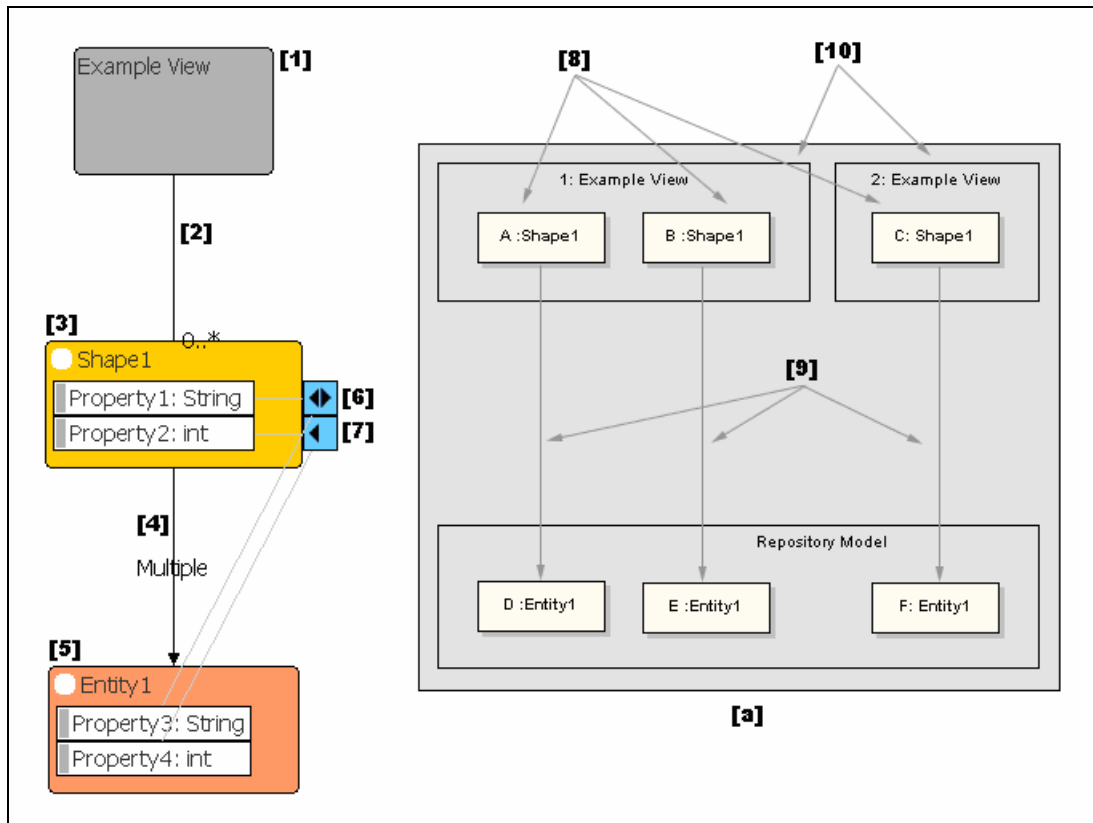 Example View
[1]
[2]
[3]
0..*
Shape1
Property1: String
[6]
Property2: int
[7]
[4]
Multiple
[5]
Entity1
Property3: String
Property4: int
[8]
[10]
1: Example View
2: Example View
A :Shape1
B :Shape1
C: Shape1
[9]
Repository Model
D :Entity1
E :Entity1
F: Entity1
[a]